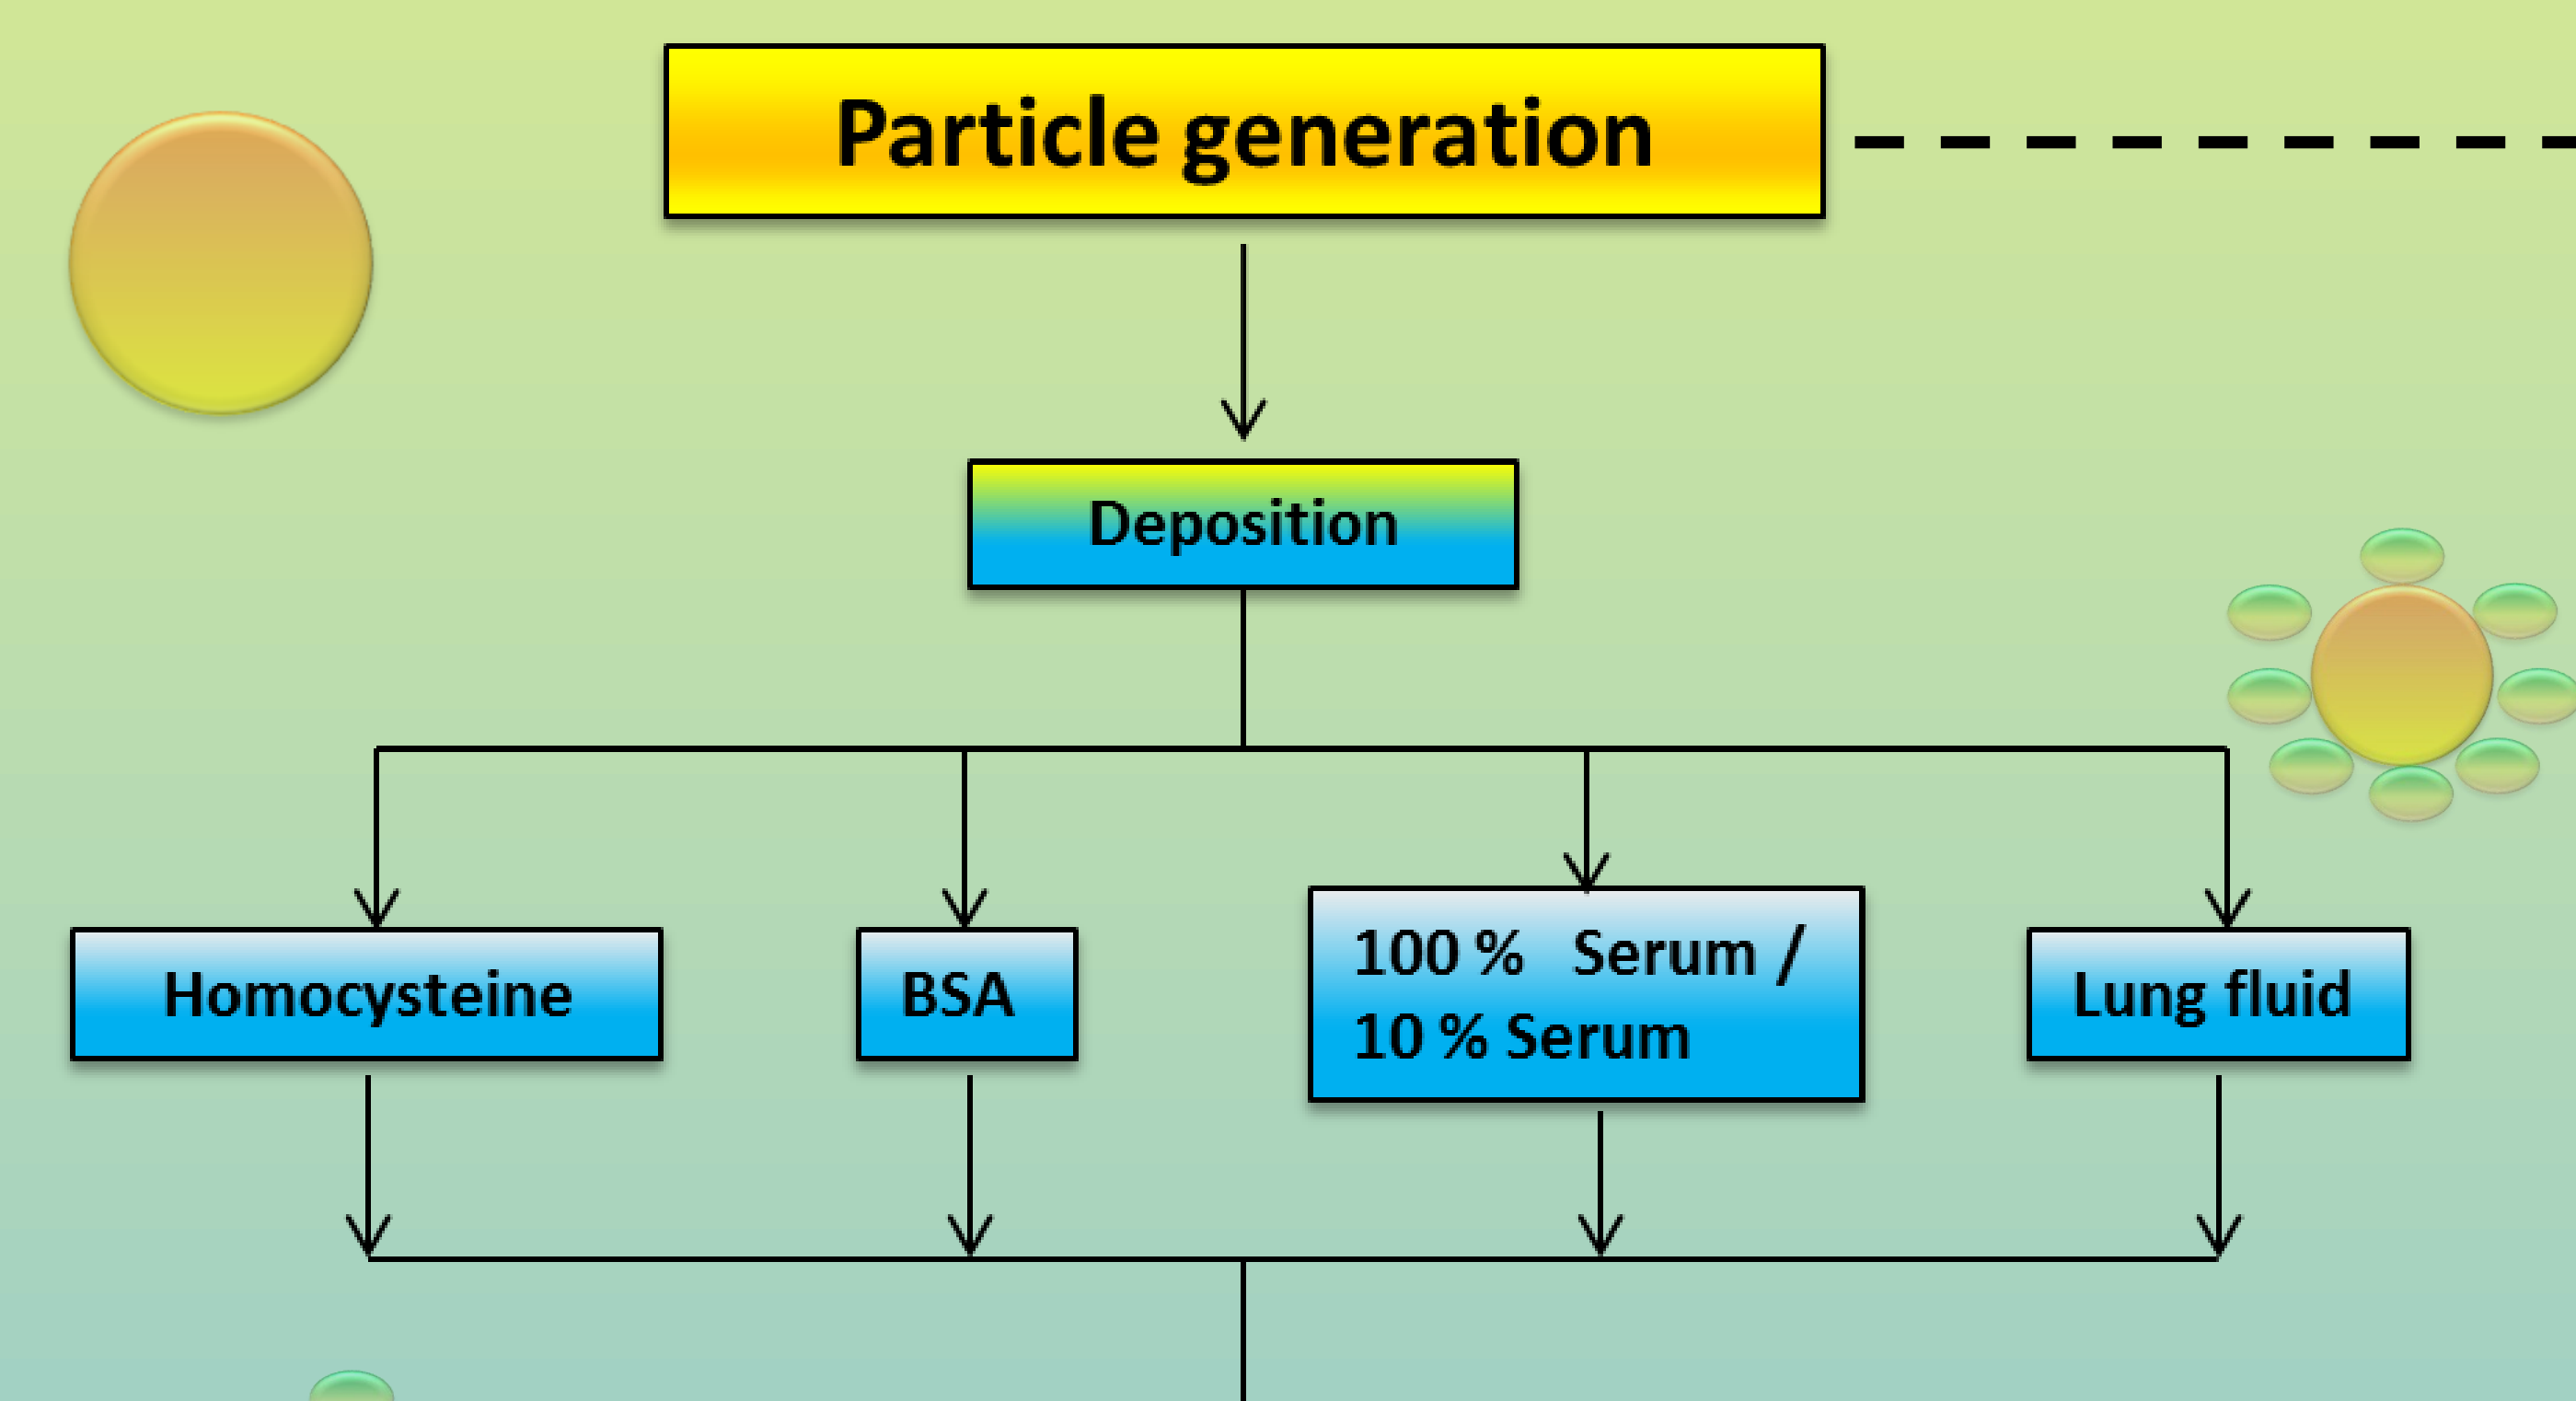 Particle generation
Deposition
Homocysteine
BSA
100 % Serum /
10 % Serum
Lung fluid